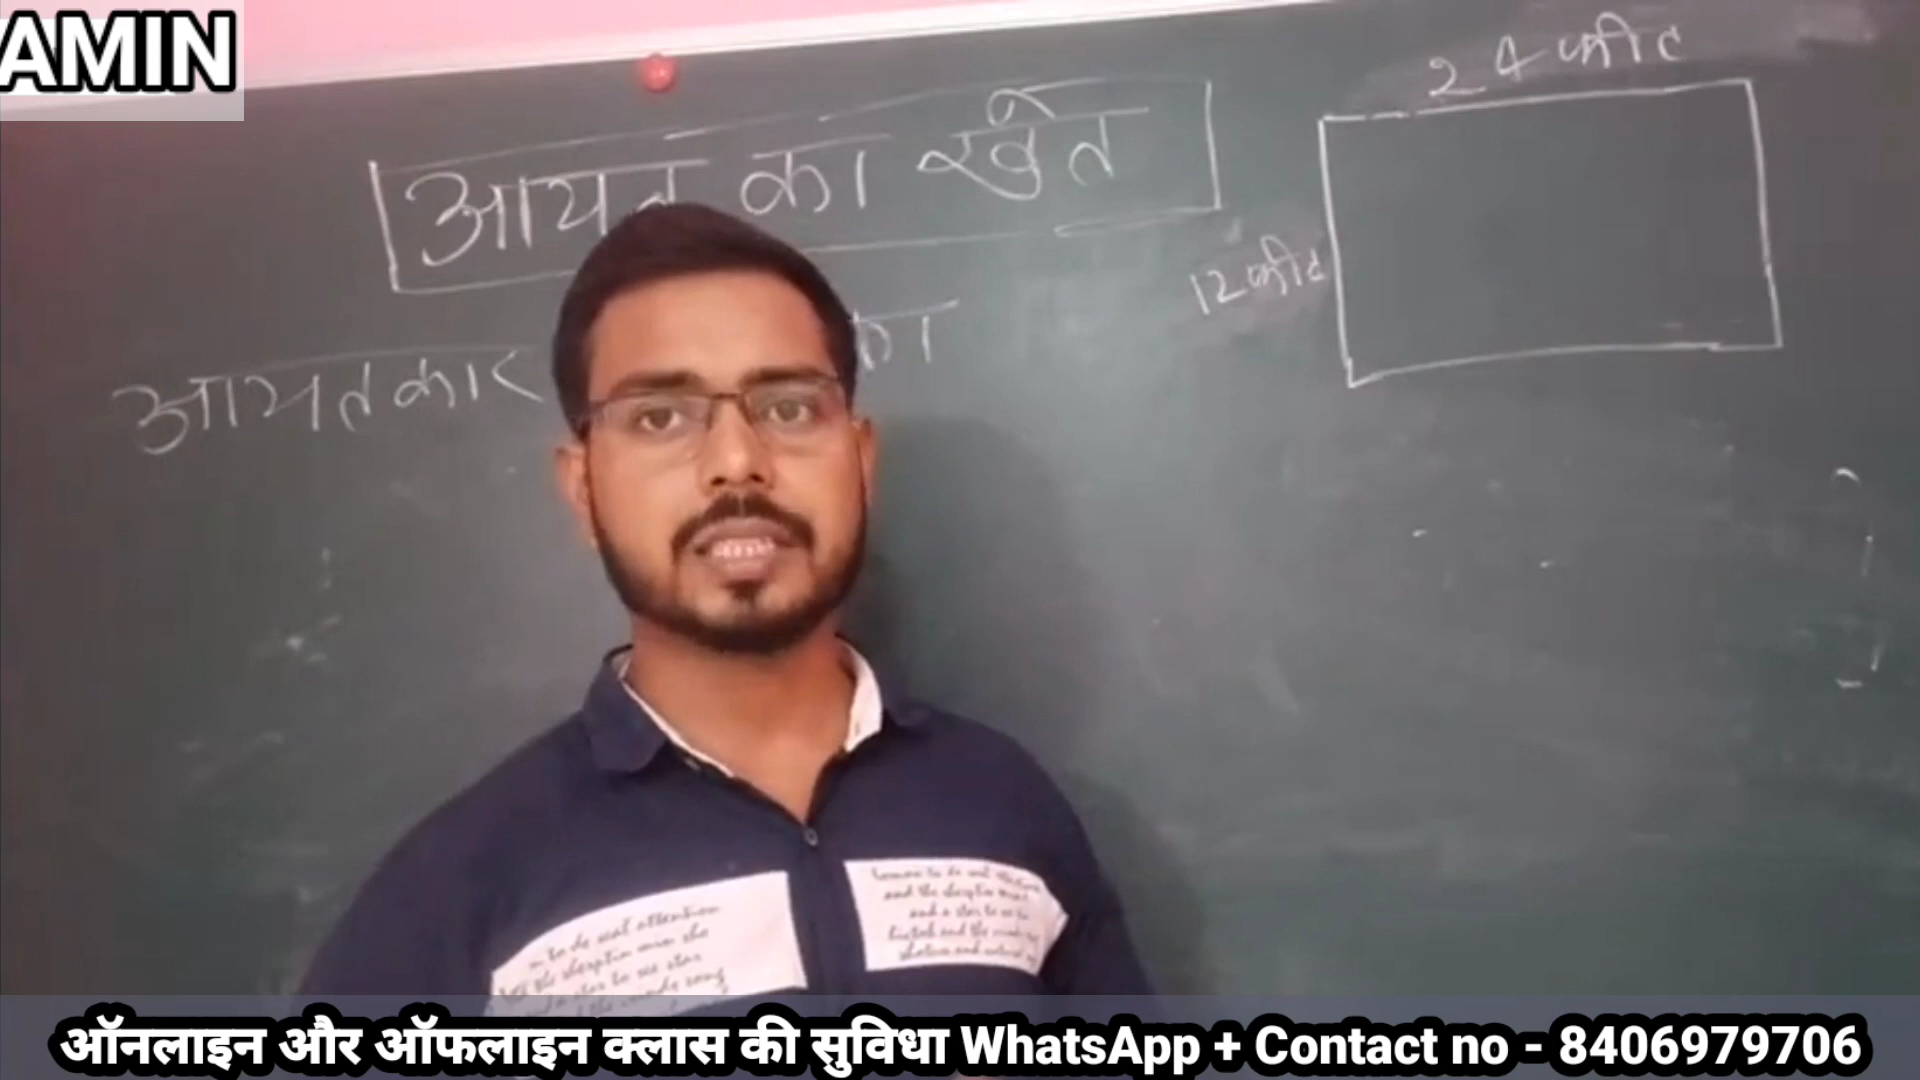 AMIN
24 फीट
आयत का खेत
12 फीट
आयतकार का
ऑनलाइन और ऑफलाइन क्लास की सुविधा WhatsApp + Contact no - 8406979706